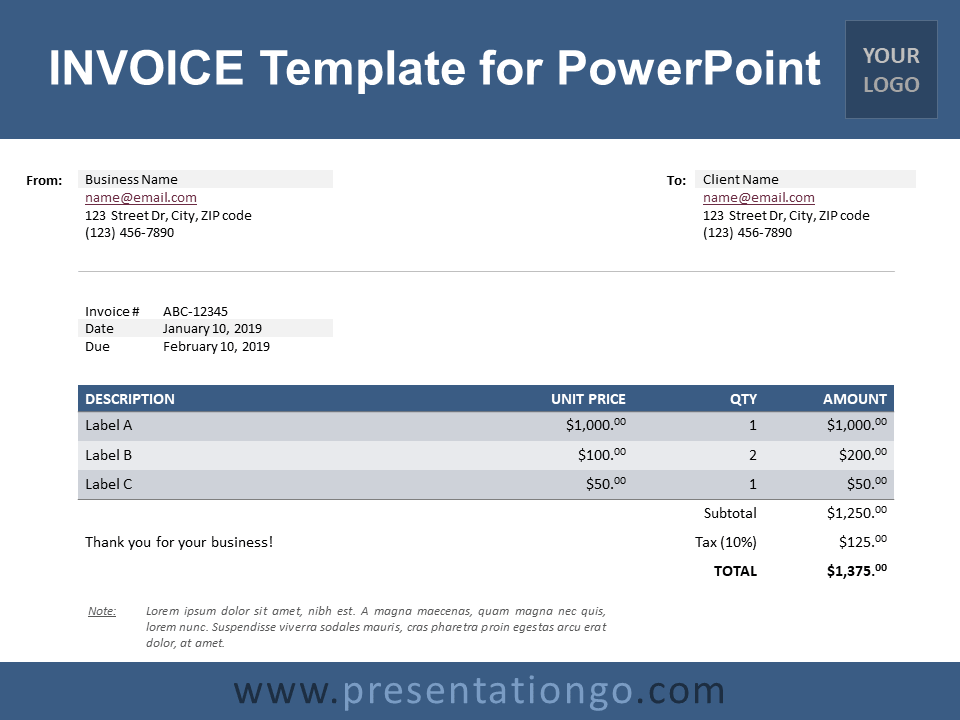 INVOICE Template for PowerPoint
YOUR
LOGO
From:
Business Name
name@email.com
123 Street Dr, City, ZIP code
(123) 456-7890
To:
Client Name
name@email.com
123 Street Dr, City, ZIP code
(123) 456-7890
Invoice # ABC-12345
Date January 10, 2019
Due February 10, 2019
DESCRIPTION UNIT PRICE QTY AMOUNT
Label A $1,000.00 1 $1,000.00
Label B $100.00 2 $200.00
Label C $50.00 1 $50.00
Subtotal $1,250.00
Thank you for your business! Tax (10%) $125.00
TOTAL $1,375.00
Note: Lorem ipsum dolor sit amet, nibh est. A magna maecenas, quam magna nec quis,
lorem nunc. Suspendisse viverra sodales mauris, cras pharetra proin egestas arcu erat
dolor, at amet.
www.presentationgo.com